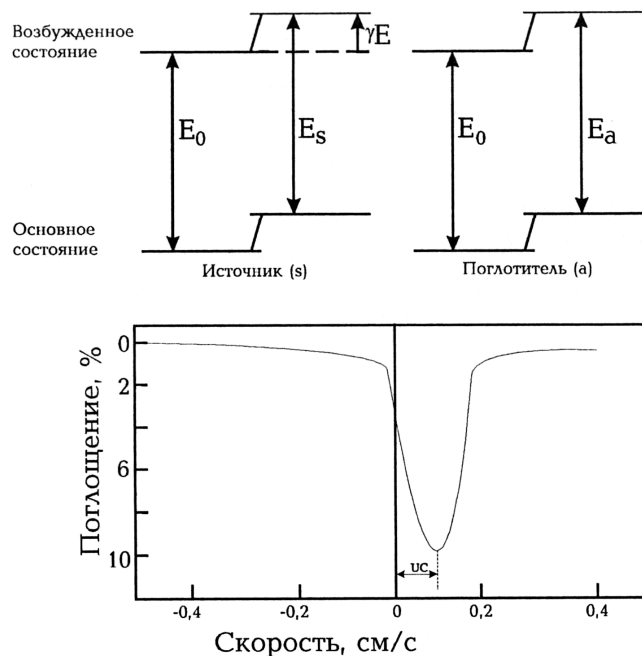 Возбужденное
состояние
γE
E₀
Eₛ
E₀
Eₐ
Основное
состояние
Источник (s)
Поглотитель (a)
Поглощение, %
0
2
6
10
υc
-0,4
-0,2
0
0,2
0,4
Скорость, см/с